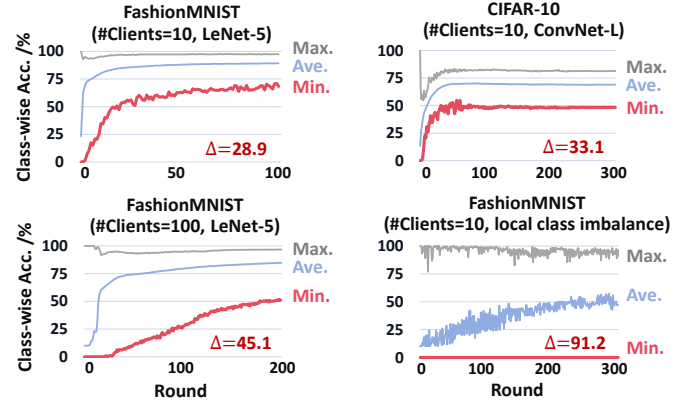 FashionMNIST
(#Clients=10, LeNet-5)
Class-wise Acc. /%
100
75
50
25
0
Max.
Ave.
Min.
Δ=28.9
0
50
100
CIFAR-10
(#Clients=10, ConvNet-L)
100
75
50
25
0
Max.
Ave.
Min.
Δ=33.1
0
100
200
300
FashionMNIST
(#Clients=100, LeNet-5)
Class-wise Acc. /%
100
75
50
25
0
Max.
Ave.
Min.
Δ=45.1
0
100
200
Round
FashionMNIST
(#Clients=10, local class imbalance)
100
75
50
25
0
Max.
Ave.
Min.
Δ=91.2
0
100
200
300
Round